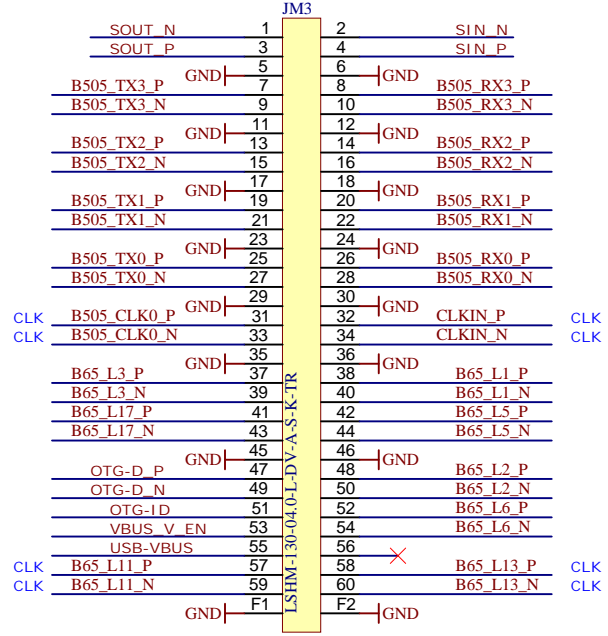 JM3
SOUT_N 1 2 SIN_N
SOUT_P 3 4 SIN_P
GND 5 6 GND
B505_TX3_P 7 8 B505_RX3_P
B505_TX3_N 9 10 B505_RX3_N
GND 11 12 GND
B505_TX2_P 13 14 B505_RX2_P
B505_TX2_N 15 16 B505_RX2_N
GND 17 18 GND
B505_TX1_P 19 20 B505_RX1_P
B505_TX1_N 21 22 B505_RX1_N
GND 23 24 GND
B505_TX0_P 25 26 B505_RX0_P
B505_TX0_N 27 28 B505_RX0_N
GND 29 30 GND
CLK B505_CLK0_P 31 32 CLKIN_P CLK
CLK B505_CLK0_N 33 34 CLKIN_N CLK
GND 35 36 GND
B65_L3_P 37 38 B65_L1_P
B65_L3_N 39 40 B65_L1_N
B65_L17_P 41 42 B65_L5_P
B65_L17_N 43 44 B65_L5_N
GND 45 46 GND
OTG-D_P 47 48 B65_L2_P
OTG-D_N 49 50 B65_L2_N
OTG-ID 51 52 B65_L6_P
VBUS_V_EN 53 54 B65_L6_N
USB-VBUS 55 56
CLK B65_L11_P 57 58 B65_L13_P CLK
CLK B65_L11_N 59 60 B65_L13_N CLK
GND F1 F2 GND
LSHM-130-04.0-L-DV-A-S-K-TR